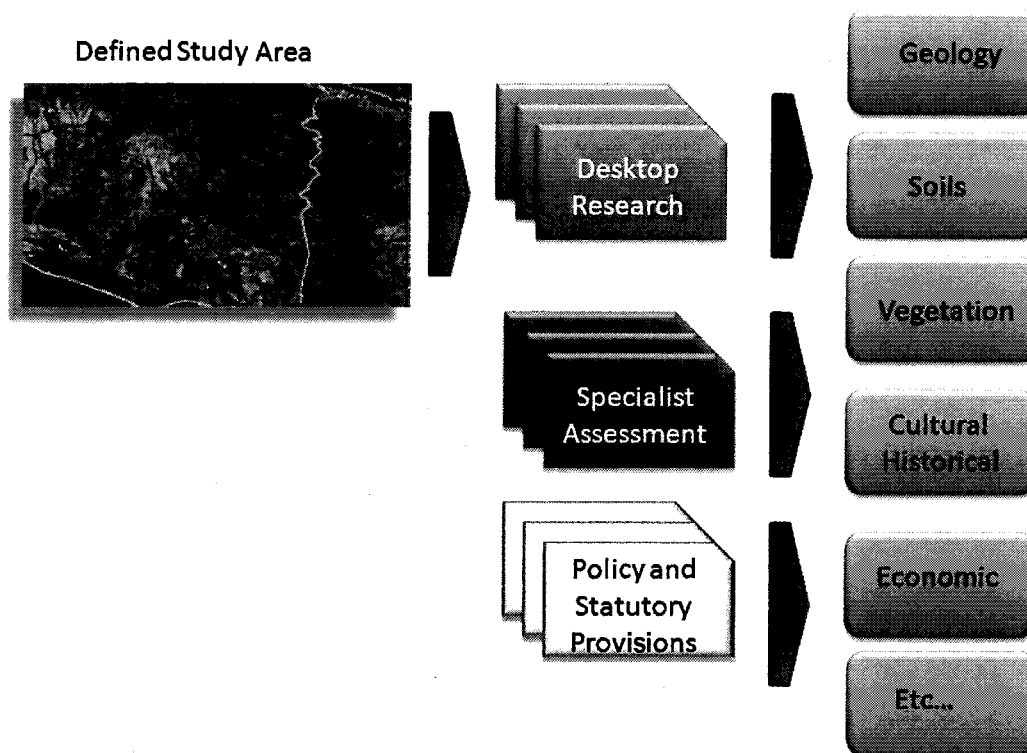 Defined Study Area
Desktop
Research
Specialist
Assessment
Policy and
Statutory
Provisions
Geology
Soils
Vegetation
Cultural
Historical
Economic
Etc...